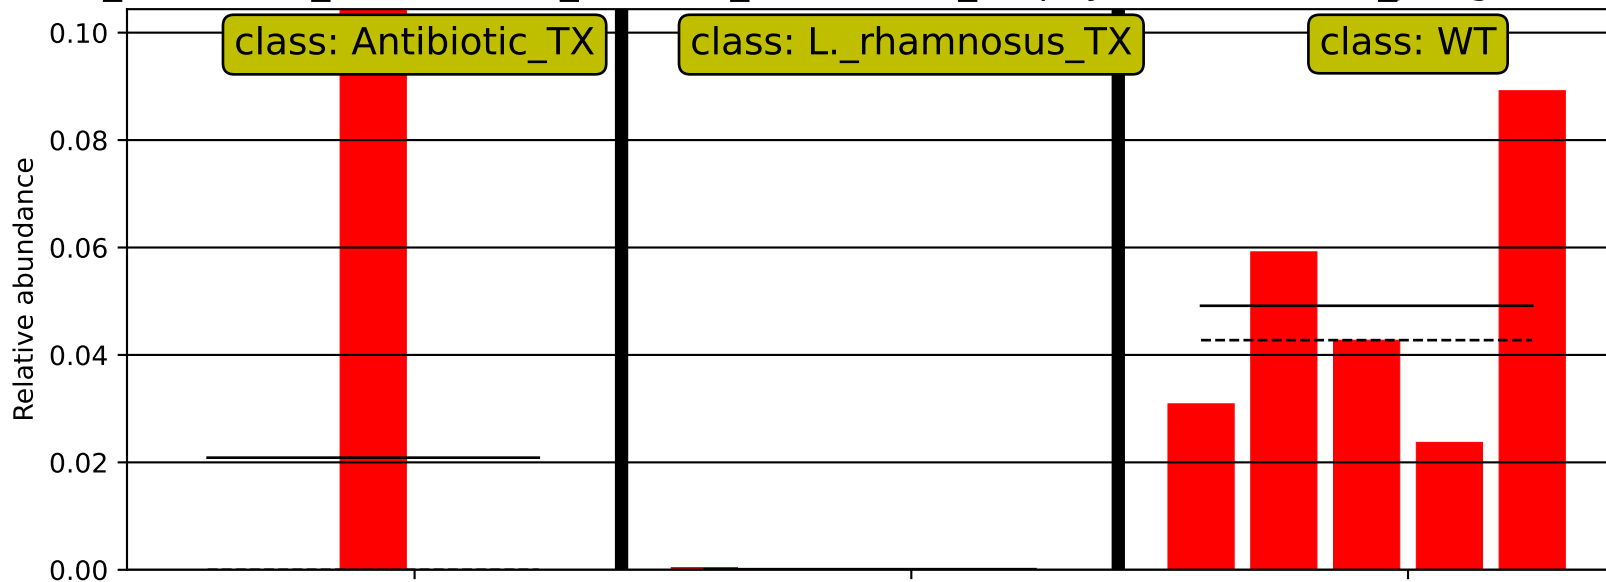 class: Antibiotic_TX
class: L._rhamnosus_TX
class: WT
Relative abundance
0.10
0.08
0.06
0.04
0.02
0.00